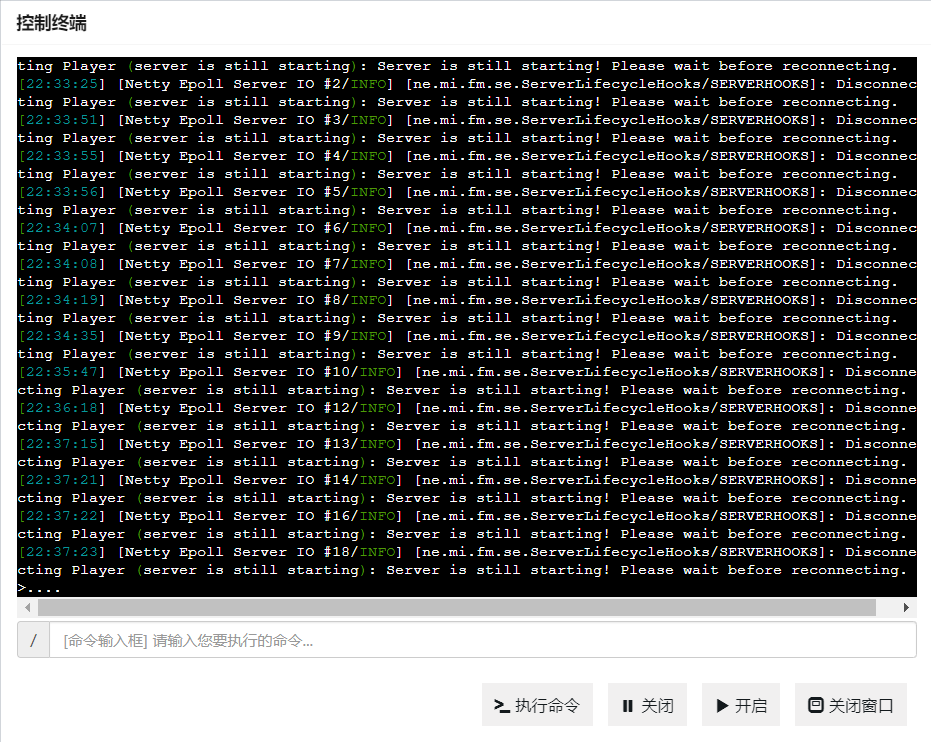 控制终端
ting Player (server is still starting): Server is still starting! Please wait before reconnecting.
[22:33:25] [Netty Epoll Server IO #2/INFO] [ne.mi.fm.se.ServerLifecycleHooks/SERVERHOOKS]: Disconnec
ting Player (server is still starting): Server is still starting! Please wait before reconnecting.
[22:33:51] [Netty Epoll Server IO #3/INFO] [ne.mi.fm.se.ServerLifecycleHooks/SERVERHOOKS]: Disconnec
ting Player (server is still starting): Server is still starting! Please wait before reconnecting.
[22:33:55] [Netty Epoll Server IO #4/INFO] [ne.mi.fm.se.ServerLifecycleHooks/SERVERHOOKS]: Disconnec
ting Player (server is still starting): Server is still starting! Please wait before reconnecting.
[22:33:56] [Netty Epoll Server IO #5/INFO] [ne.mi.fm.se.ServerLifecycleHooks/SERVERHOOKS]: Disconnec
ting Player (server is still starting): Server is still starting! Please wait before reconnecting.
[22:34:07] [Netty Epoll Server IO #6/INFO] [ne.mi.fm.se.ServerLifecycleHooks/SERVERHOOKS]: Disconnec
ting Player (server is still starting): Server is still starting! Please wait before reconnecting.
[22:34:08] [Netty Epoll Server IO #7/INFO] [ne.mi.fm.se.ServerLifecycleHooks/SERVERHOOKS]: Disconnec
ting Player (server is still starting): Server is still starting! Please wait before reconnecting.
[22:34:19] [Netty Epoll Server IO #8/INFO] [ne.mi.fm.se.ServerLifecycleHooks/SERVERHOOKS]: Disconnec
ting Player (server is still starting): Server is still starting! Please wait before reconnecting.
[22:34:35] [Netty Epoll Server IO #9/INFO] [ne.mi.fm.se.ServerLifecycleHooks/SERVERHOOKS]: Disconnec
ting Player (server is still starting): Server is still starting! Please wait before reconnecting.
[22:35:47] [Netty Epoll Server IO #10/INFO] [ne.mi.fm.se.ServerLifecycleHooks/SERVERHOOKS]: Disconne
cting Player (server is still starting): Server is still starting! Please wait before reconnecting.
[22:36:18] [Netty Epoll Server IO #12/INFO] [ne.mi.fm.se.ServerLifecycleHooks/SERVERHOOKS]: Disconne
cting Player (server is still starting): Server is still starting! Please wait before reconnecting.
[22:37:15] [Netty Epoll Server IO #13/INFO] [ne.mi.fm.se.ServerLifecycleHooks/SERVERHOOKS]: Disconne
cting Player (server is still starting): Server is still starting! Please wait before reconnecting.
[22:37:21] [Netty Epoll Server IO #14/INFO] [ne.mi.fm.se.ServerLifecycleHooks/SERVERHOOKS]: Disconne
cting Player (server is still starting): Server is still starting! Please wait before reconnecting.
[22:37:22] [Netty Epoll Server IO #16/INFO] [ne.mi.fm.se.ServerLifecycleHooks/SERVERHOOKS]: Disconne
cting Player (server is still starting): Server is still starting! Please wait before reconnecting.
[22:37:23] [Netty Epoll Server IO #18/INFO] [ne.mi.fm.se.ServerLifecycleHooks/SERVERHOOKS]: Disconne
cting Player (server is still starting): Server is still starting! Please wait before reconnecting.
>....
/ [命令输入框] 请输入您要执行的命令...
执行命令 关闭 开启 关闭窗口